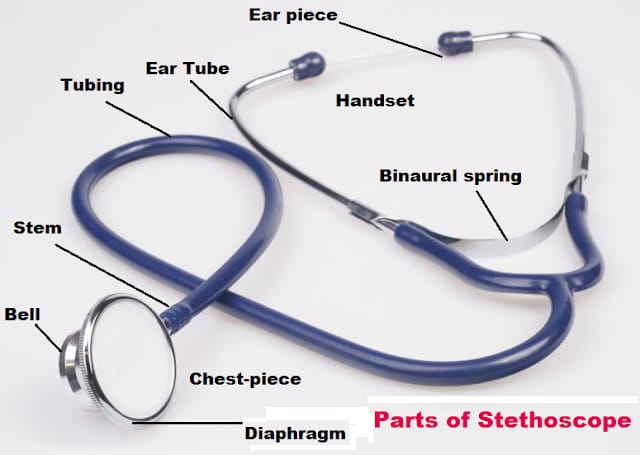 Ear piece
Ear Tube
Tubing
Handset
Binaural spring
Stem
Bell
Chest-piece
Parts of Stethoscope
Diaphragm